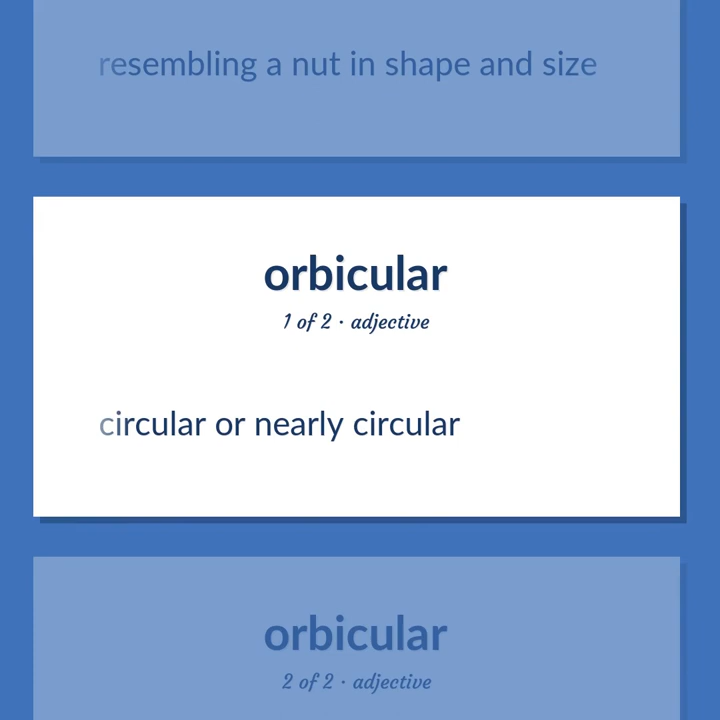 resembling a nut in shape and size
orbicular
1 of 2 · adjective
circular or nearly circular
orbicular
2 of 2 · adjective